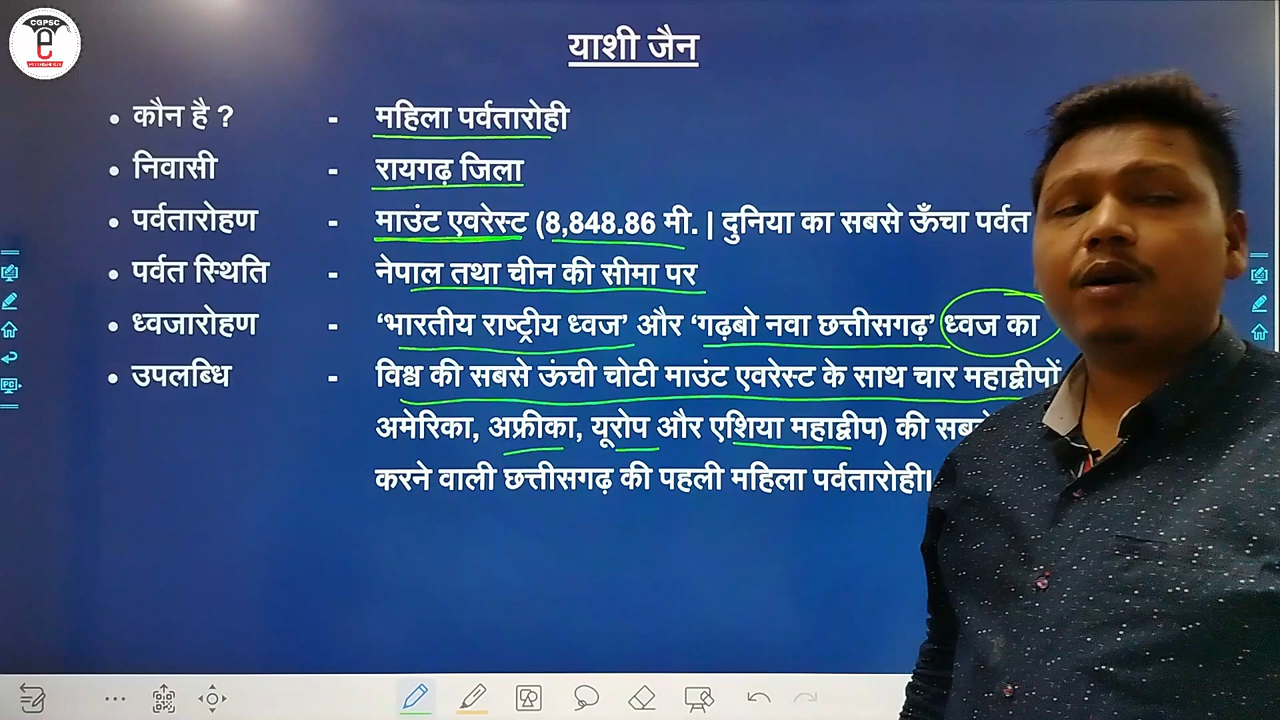 CGPSC
e
याशी जैन
• कौन है ? - महिला पर्वतारोही
• निवासी - रायगढ़ जिला
• पर्वतारोहण - माउंट एवरेस्ट (8,848.86 मी. | दुनिया का सबसे ऊँचा पर्वत
• पर्वत स्थिति - नेपाल तथा चीन की सीमा पर
• ध्वजारोहण - ‘भारतीय राष्ट्रीय ध्वज’ और ‘गढ़बो नवा छत्तीसगढ़’ ध्वज का
• उपलब्धि - विश्व की सबसे ऊंची चोटी माउंट एवरेस्ट के साथ चार महाद्वीपों
अमेरिका, अफ्रीका, यूरोप और एशिया महाद्वीप) की
करने वाली छत्तीसगढ़ की पहली महिला पर्वतारोही।
PC